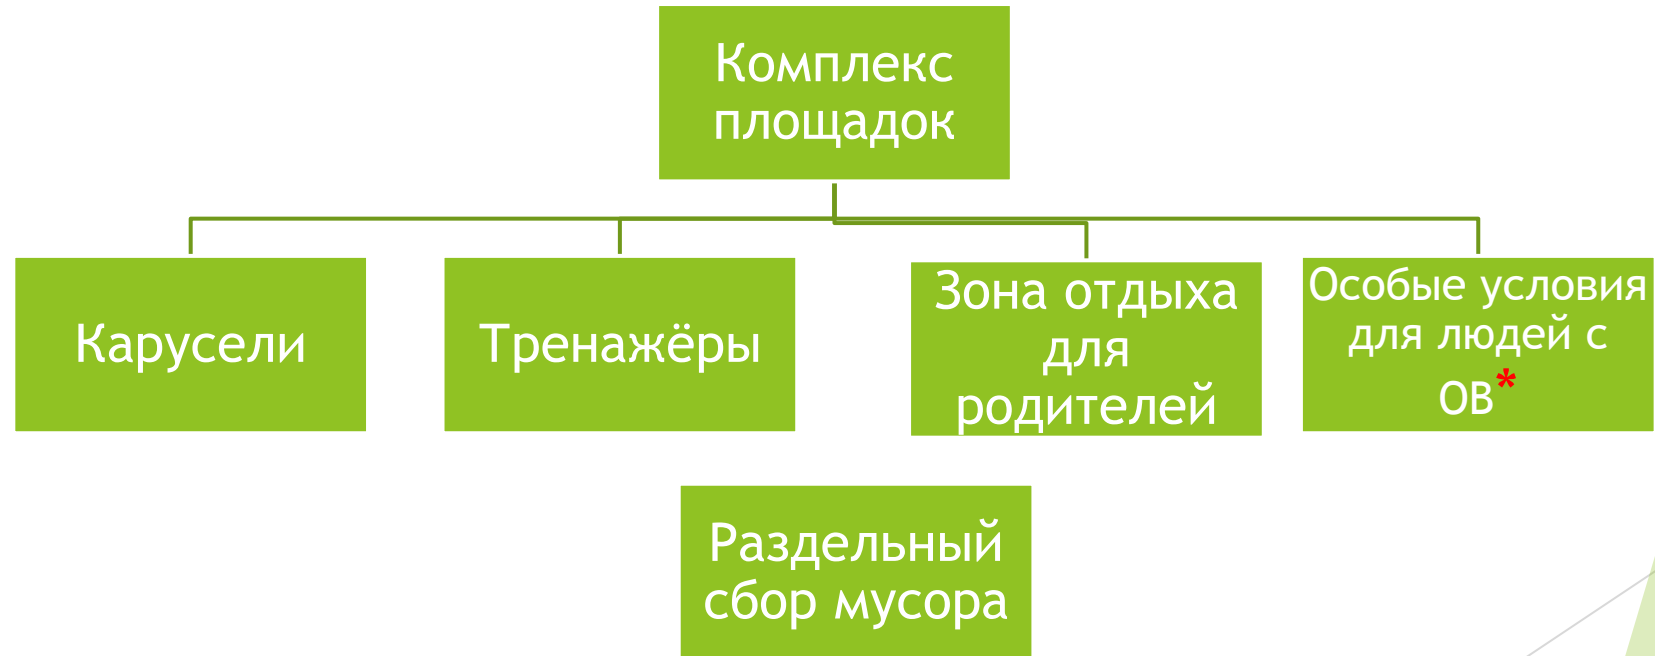 Комплекс
площадок
Карусели
Тренажёры
Зона отдыха
для
родителей
Особые условия
для людей с
ОВ*
Раздельный
сбор мусора